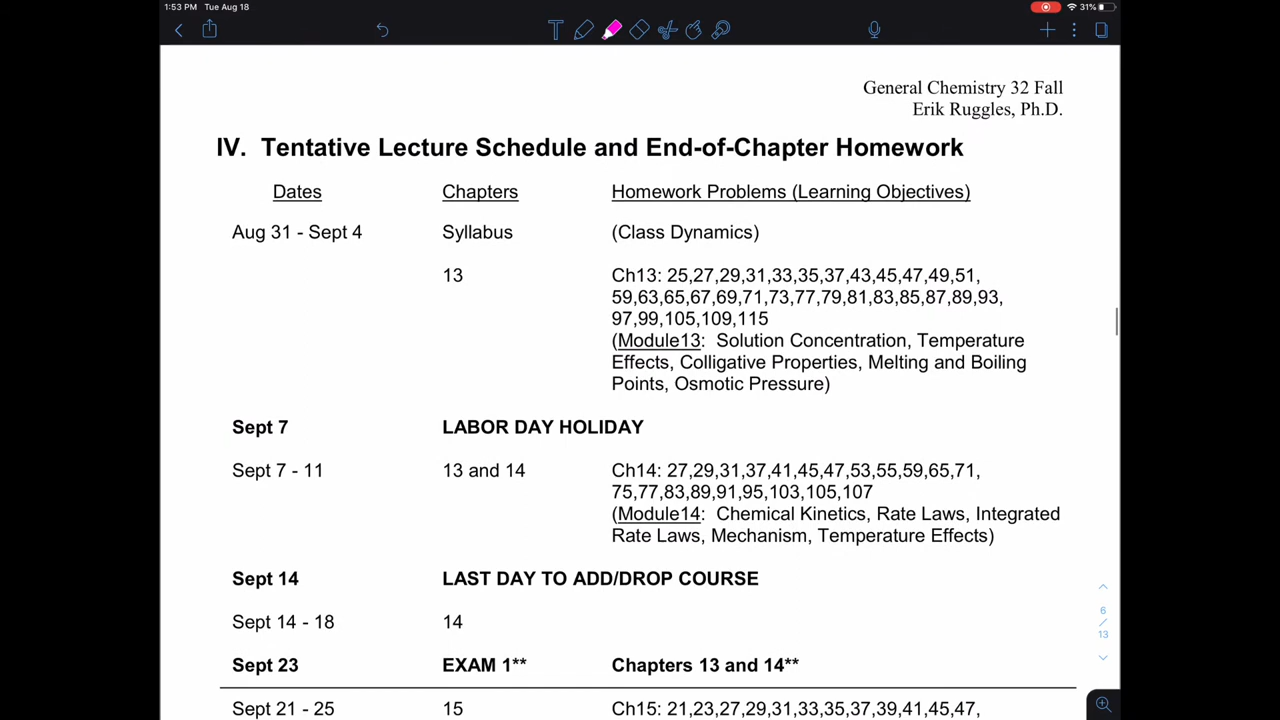 1:53 PM Tue Aug 18
31%
T
General Chemistry 32 Fall
Erik Ruggles, Ph.D.
IV. Tentative Lecture Schedule and End-of-Chapter Homework
Dates Chapters Homework Problems (Learning Objectives)
Aug 31 - Sept 4 Syllabus (Class Dynamics)
13 Ch13: 25,27,29,31,33,35,37,43,45,47,49,51,
59,63,65,67,69,71,73,77,79,81,83,85,87,89,93,
97,99,105,109,115
(Module13: Solution Concentration, Temperature
Effects, Colligative Properties, Melting and Boiling
Points, Osmotic Pressure)
Sept 7 LABOR DAY HOLIDAY
Sept 7 - 11 13 and 14 Ch14: 27,29,31,37,41,45,47,53,55,59,65,71,
75,77,83,89,91,95,103,105,107
(Module14: Chemical Kinetics, Rate Laws, Integrated
Rate Laws, Mechanism, Temperature Effects)
Sept 14 LAST DAY TO ADD/DROP COURSE
Sept 14 - 18 14
6
/
13
Sept 23 EXAM 1** Chapters 13 and 14**
Sept 21 - 25 15 Ch15: 21,23,27,29,31,33,35,37,39,41,45,47,